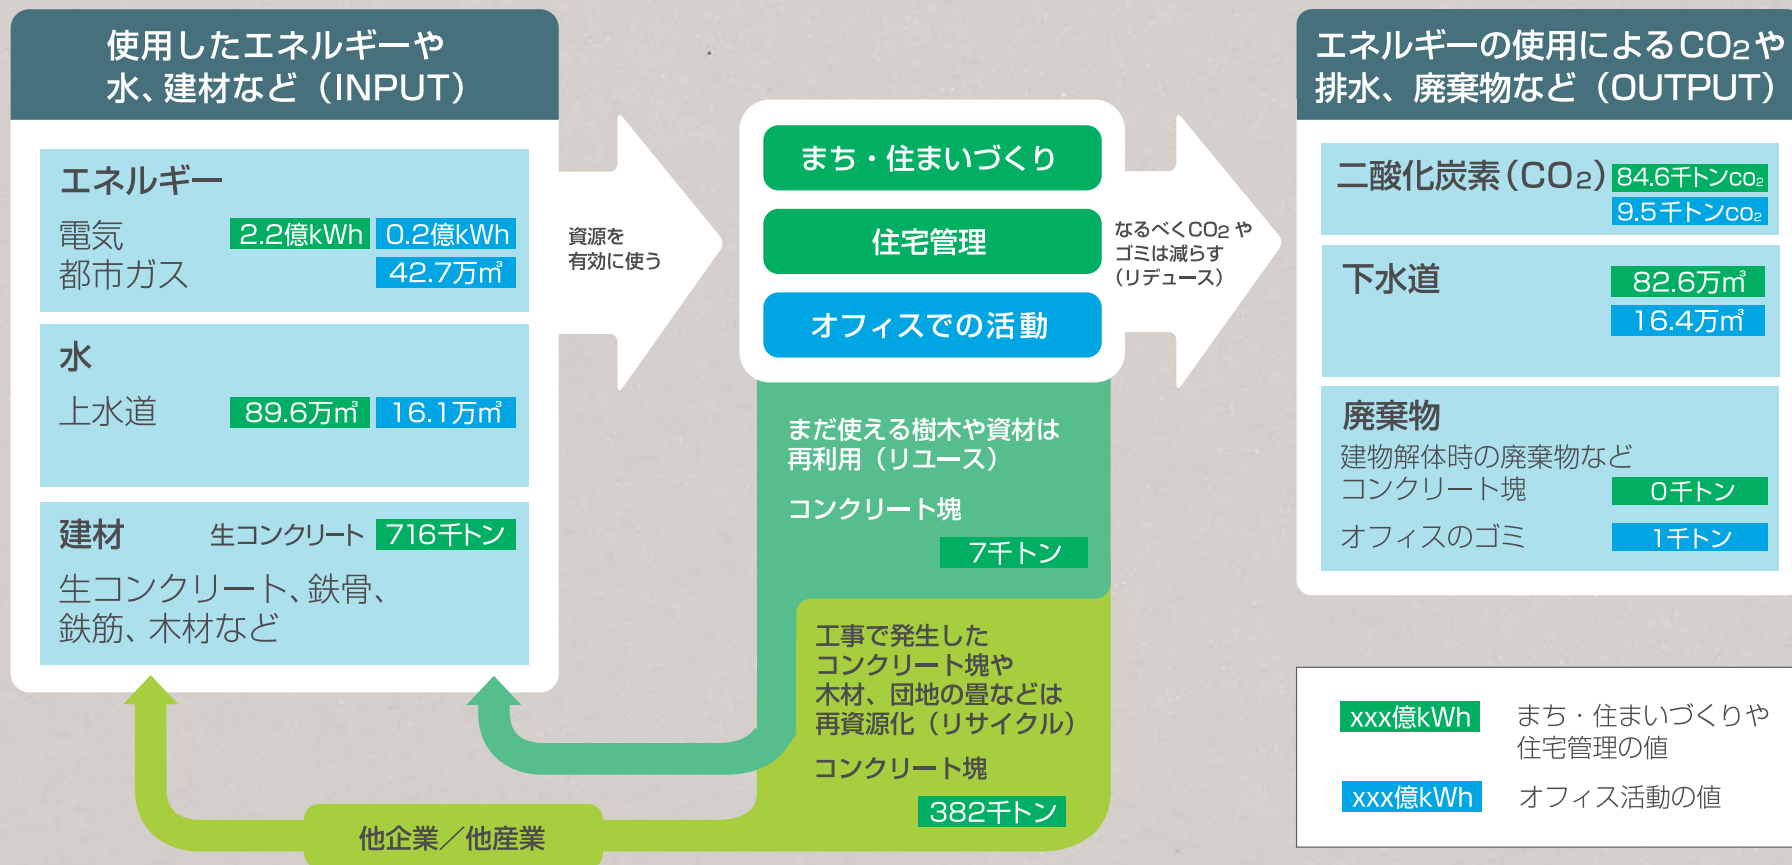 使用したエネルギーや
水、建材など（INPUT）
エネルギー
電気 2.2億kWh 0.2億kWh
都市ガス 42.7万㎥
水
上水道 89.6万㎥ 16.1万㎥
建材 生コンクリート 716千トン
生コンクリート、鉄骨、
鉄筋、木材など
資源を
有効に使う
まち・住まいづくり
住宅管理
オフィスでの活動
なるべくCO₂や
ゴミは減らす
（リデュース）
まだ使える樹木や資材は
再利用（リユース）
コンクリート塊
7千トン
工事で発生した
コンクリート塊や
木材、団地の畳などは
再資源化（リサイクル）
コンクリート塊
382千トン
他企業／他産業
エネルギーの使用によるCO₂や
排水、廃棄物など（OUTPUT）
二酸化炭素（CO₂） 84.6千トンCO₂
9.5千トンCO₂
下水道 82.6万㎥
16.4万㎥
廃棄物
建物解体時の廃棄物など
コンクリート塊 0千トン
オフィスのゴミ 1千トン
xxx億kWh まち・住まいづくりや
住宅管理の値
xxx億kWh オフィス活動の値